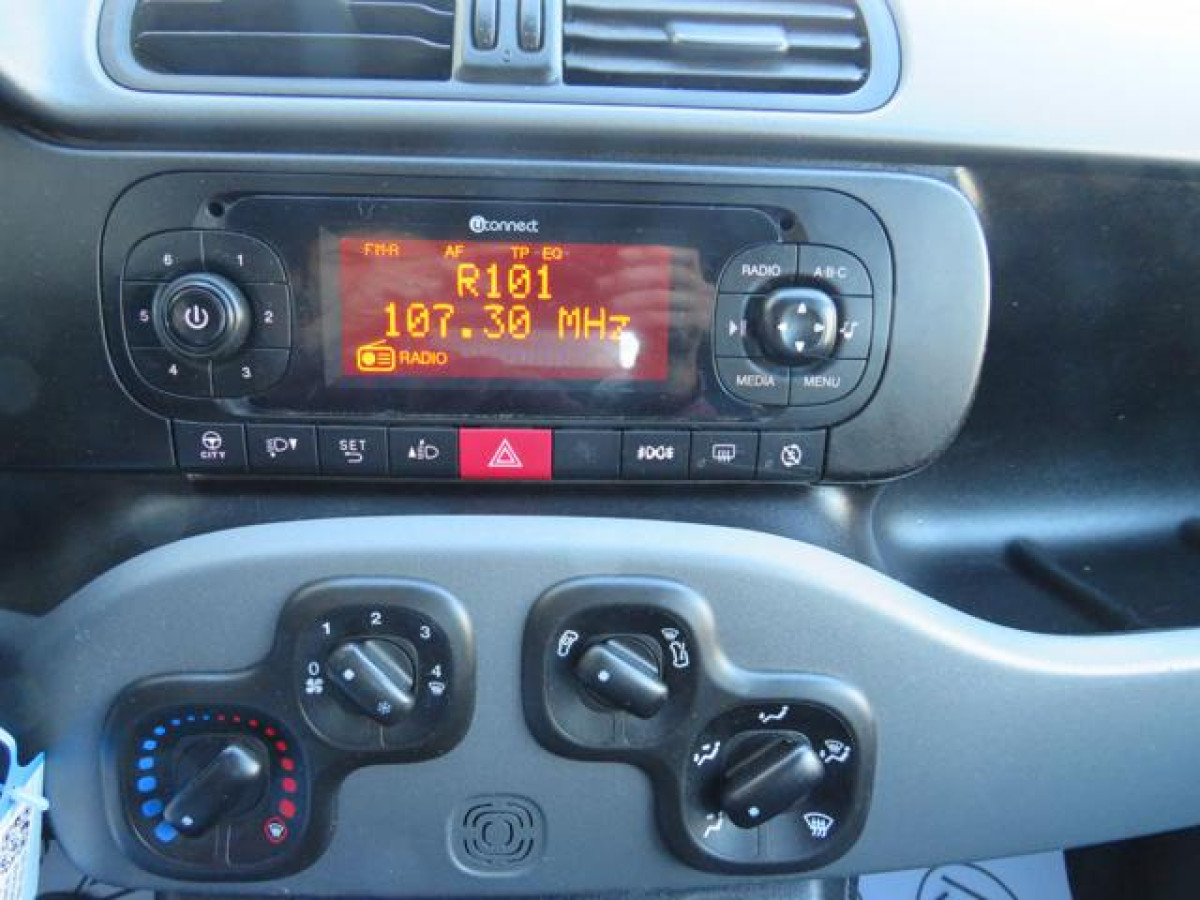 uconnect
FM-R AF TP EQ
R101
107.30 MHz
RADIO
6 1
5 2
4 3
RADIO A·B·C
MEDIA MENU
CITY
SET
0 1 2 3 4